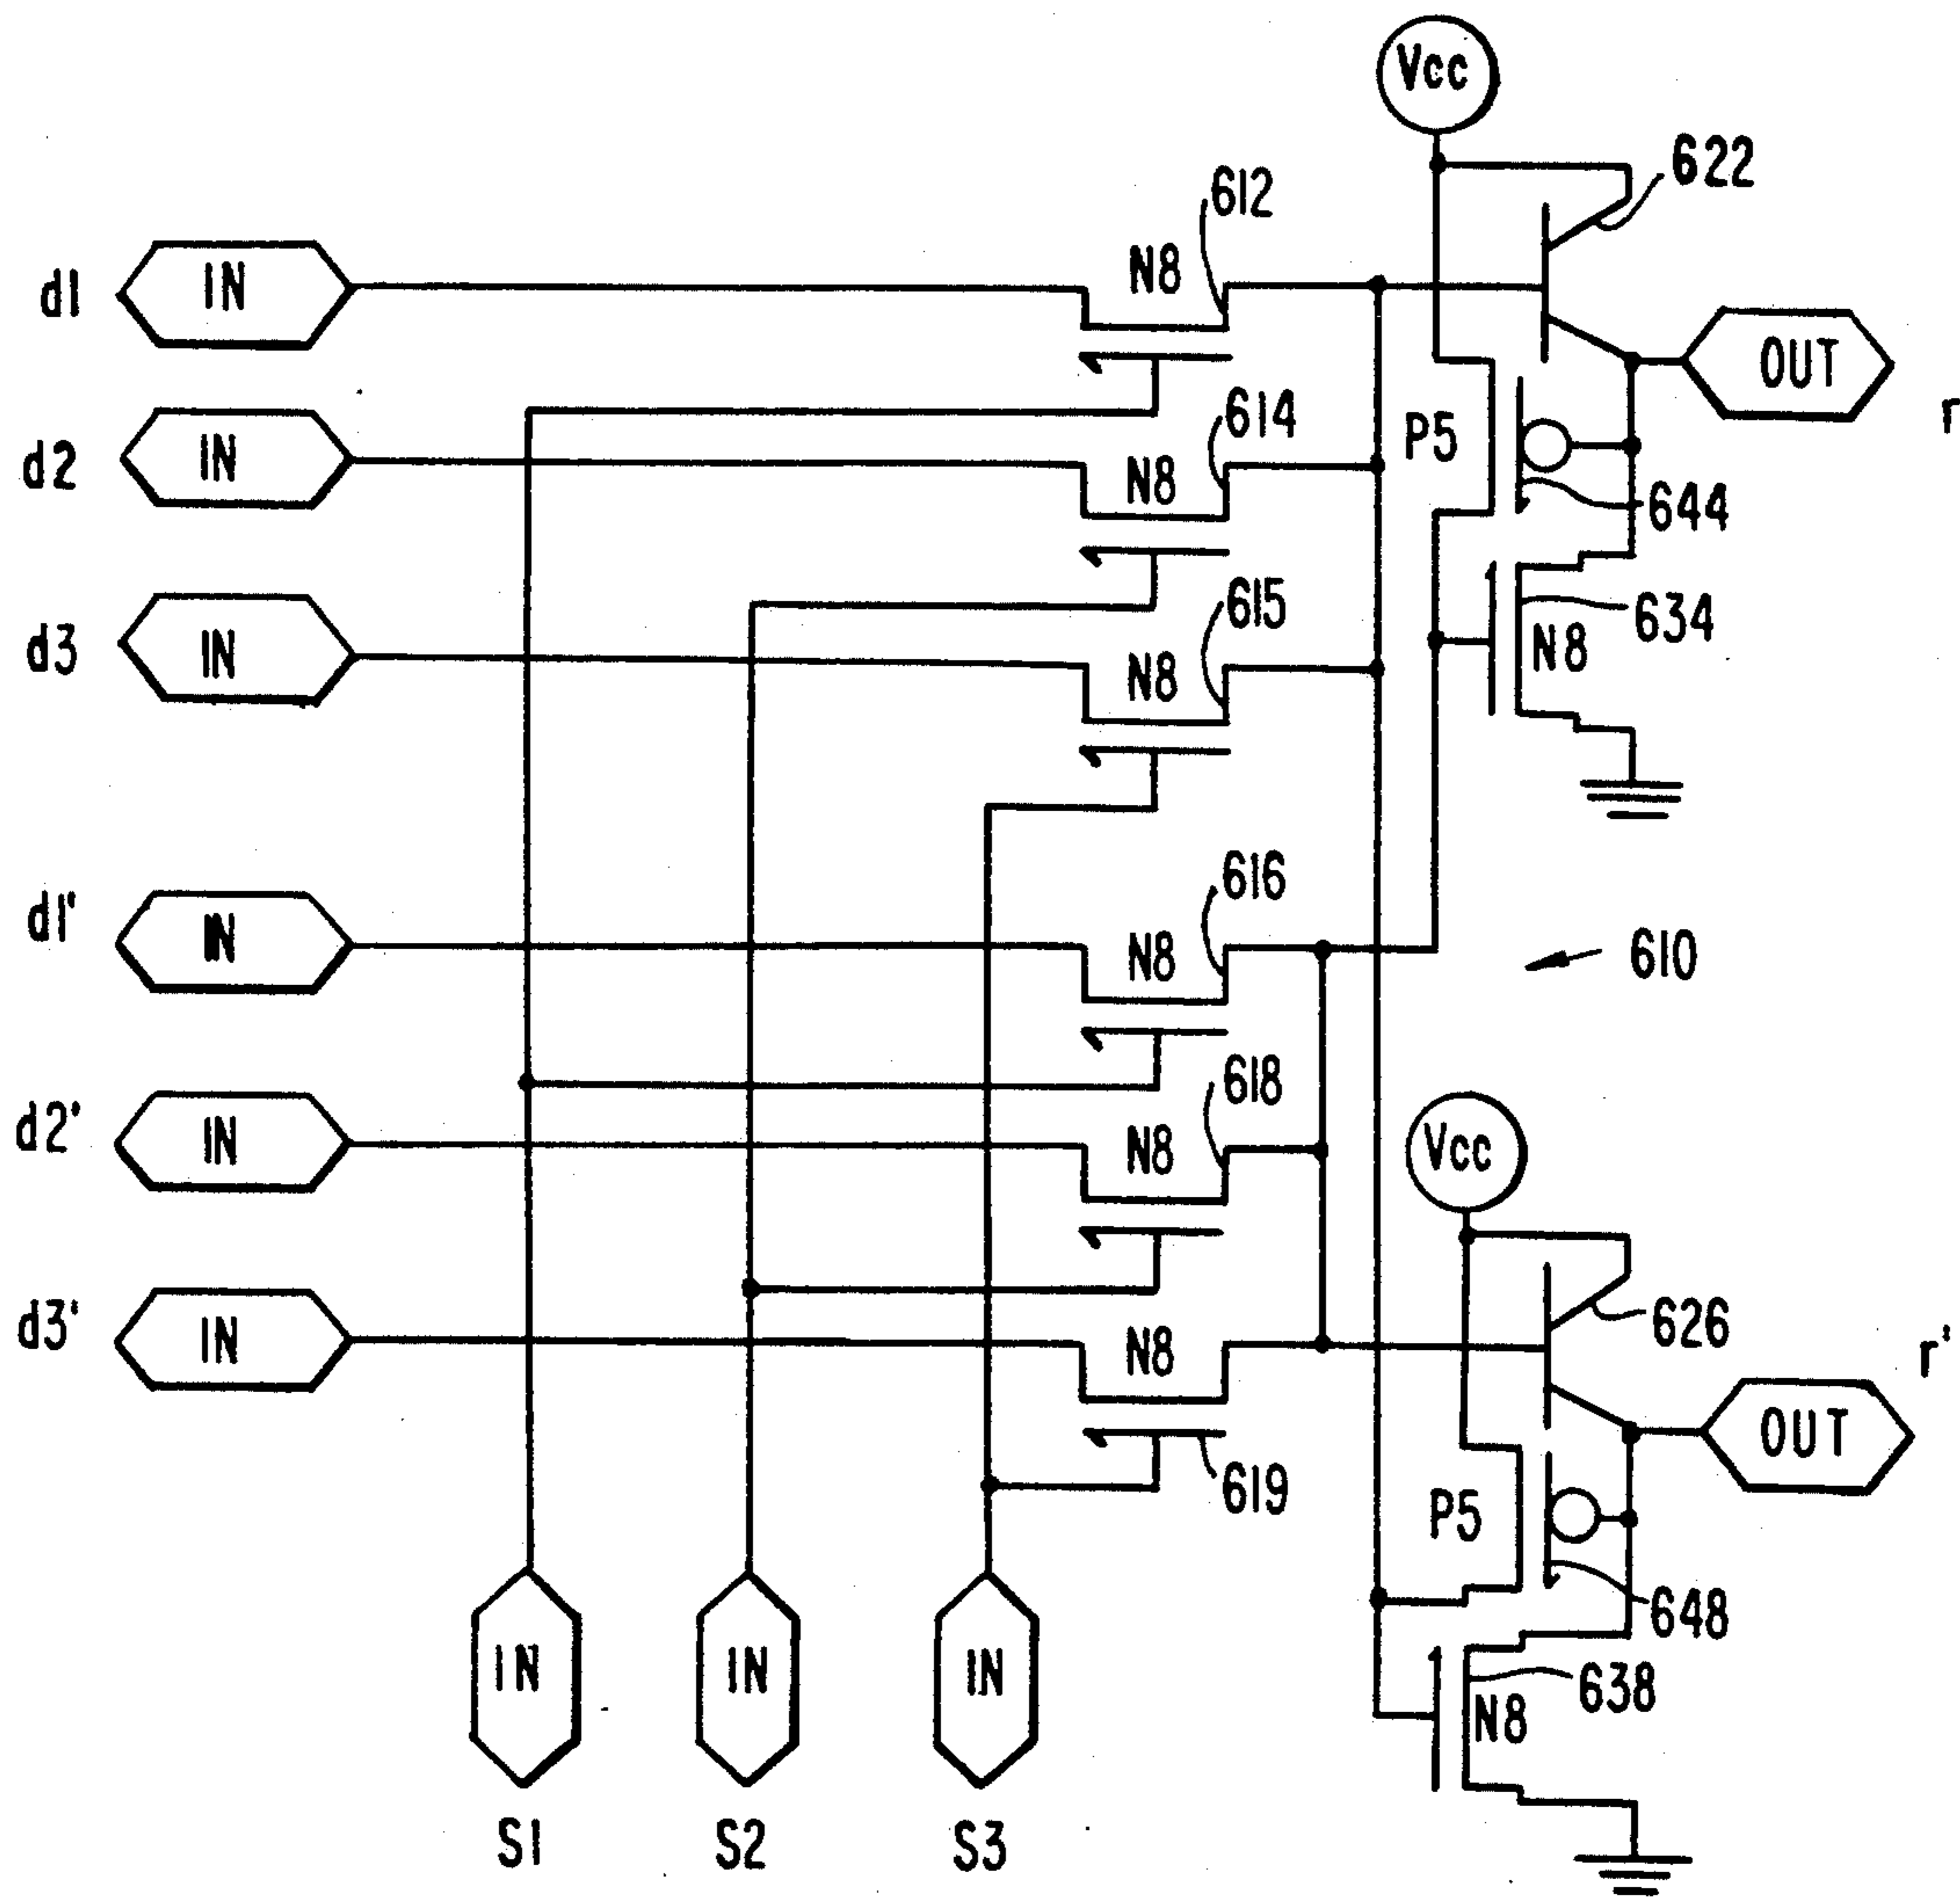 Vcc
622
612
N8
d1
IN
OUT
r
614
P5
d2
IN
N8
644
615
634
d3
IN
N8
N8
616
d1'
IN
N8
610
618
Vcc
d2'
IN
N8
626
r'
d3'
IN
N8
OUT
619
P5
648
IN
IN
IN
638
N8
S1
S2
S3